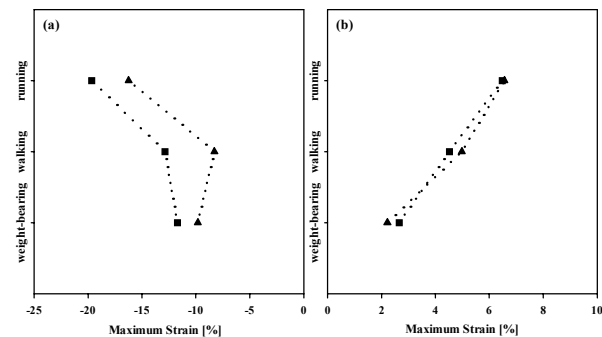 (a)
running
walking
weight-bearing
-25 -20 -15 -10 -5 0
Maximum Strain [%]
(b)
running
walking
weight-bearing
0 2 4 6 8 10
Maximum Strain [%]